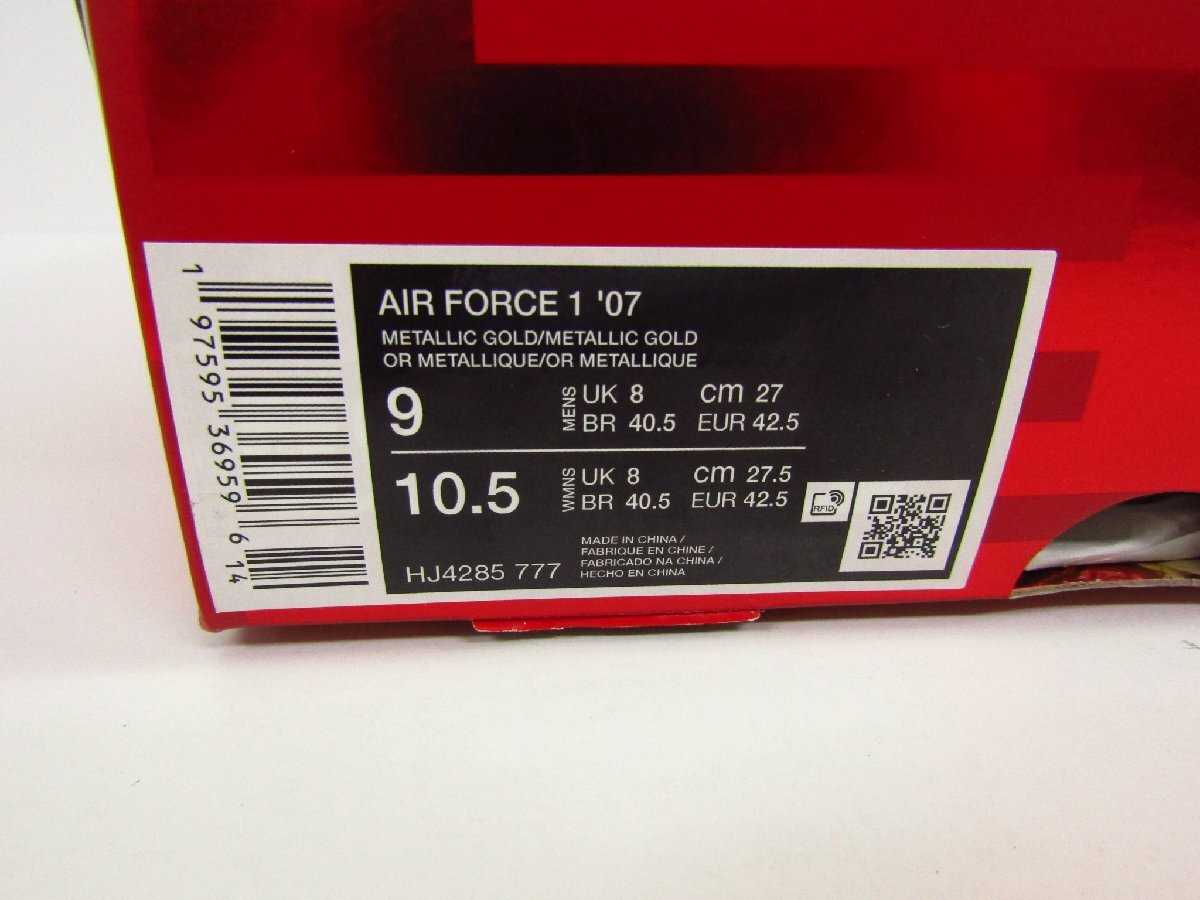 1 97595 36959 6 14
AIR FORCE 1 '07
METALLIC GOLD/METALLIC GOLD
OR METALLIQUE/OR METALLIQUE
9 MENS UK 8 cm 27
BR 40.5 EUR 42.5
10.5 WMNS UK 8 cm 27.5
BR 40.5 EUR 42.5
RFID
HJ4285 777
MADE IN CHINA /
FABRIQUE EN CHINE /
FABRICADO NA CHINA /
HECHO EN CHINA